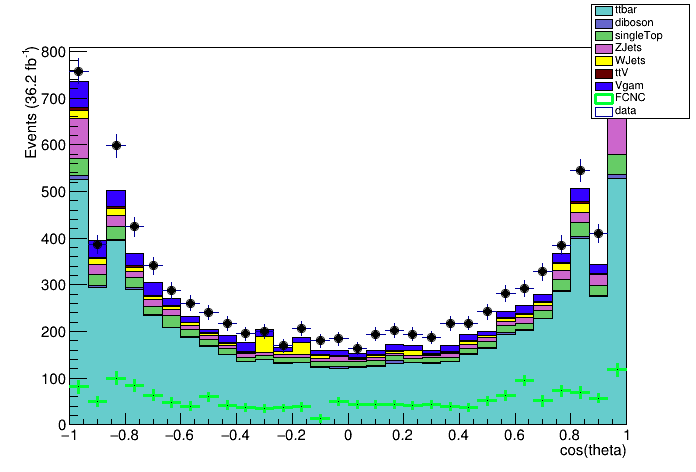 ttbar
diboson
singleTop
ZJets
WJets
ttV
Vgam
FCNC
data
Events (36.2 fb⁻¹)
800
700
600
500
400
300
200
100
0
−1 −0.8 −0.6 −0.4 −0.2 0 0.2 0.4 0.6 0.8 1
cos(theta)